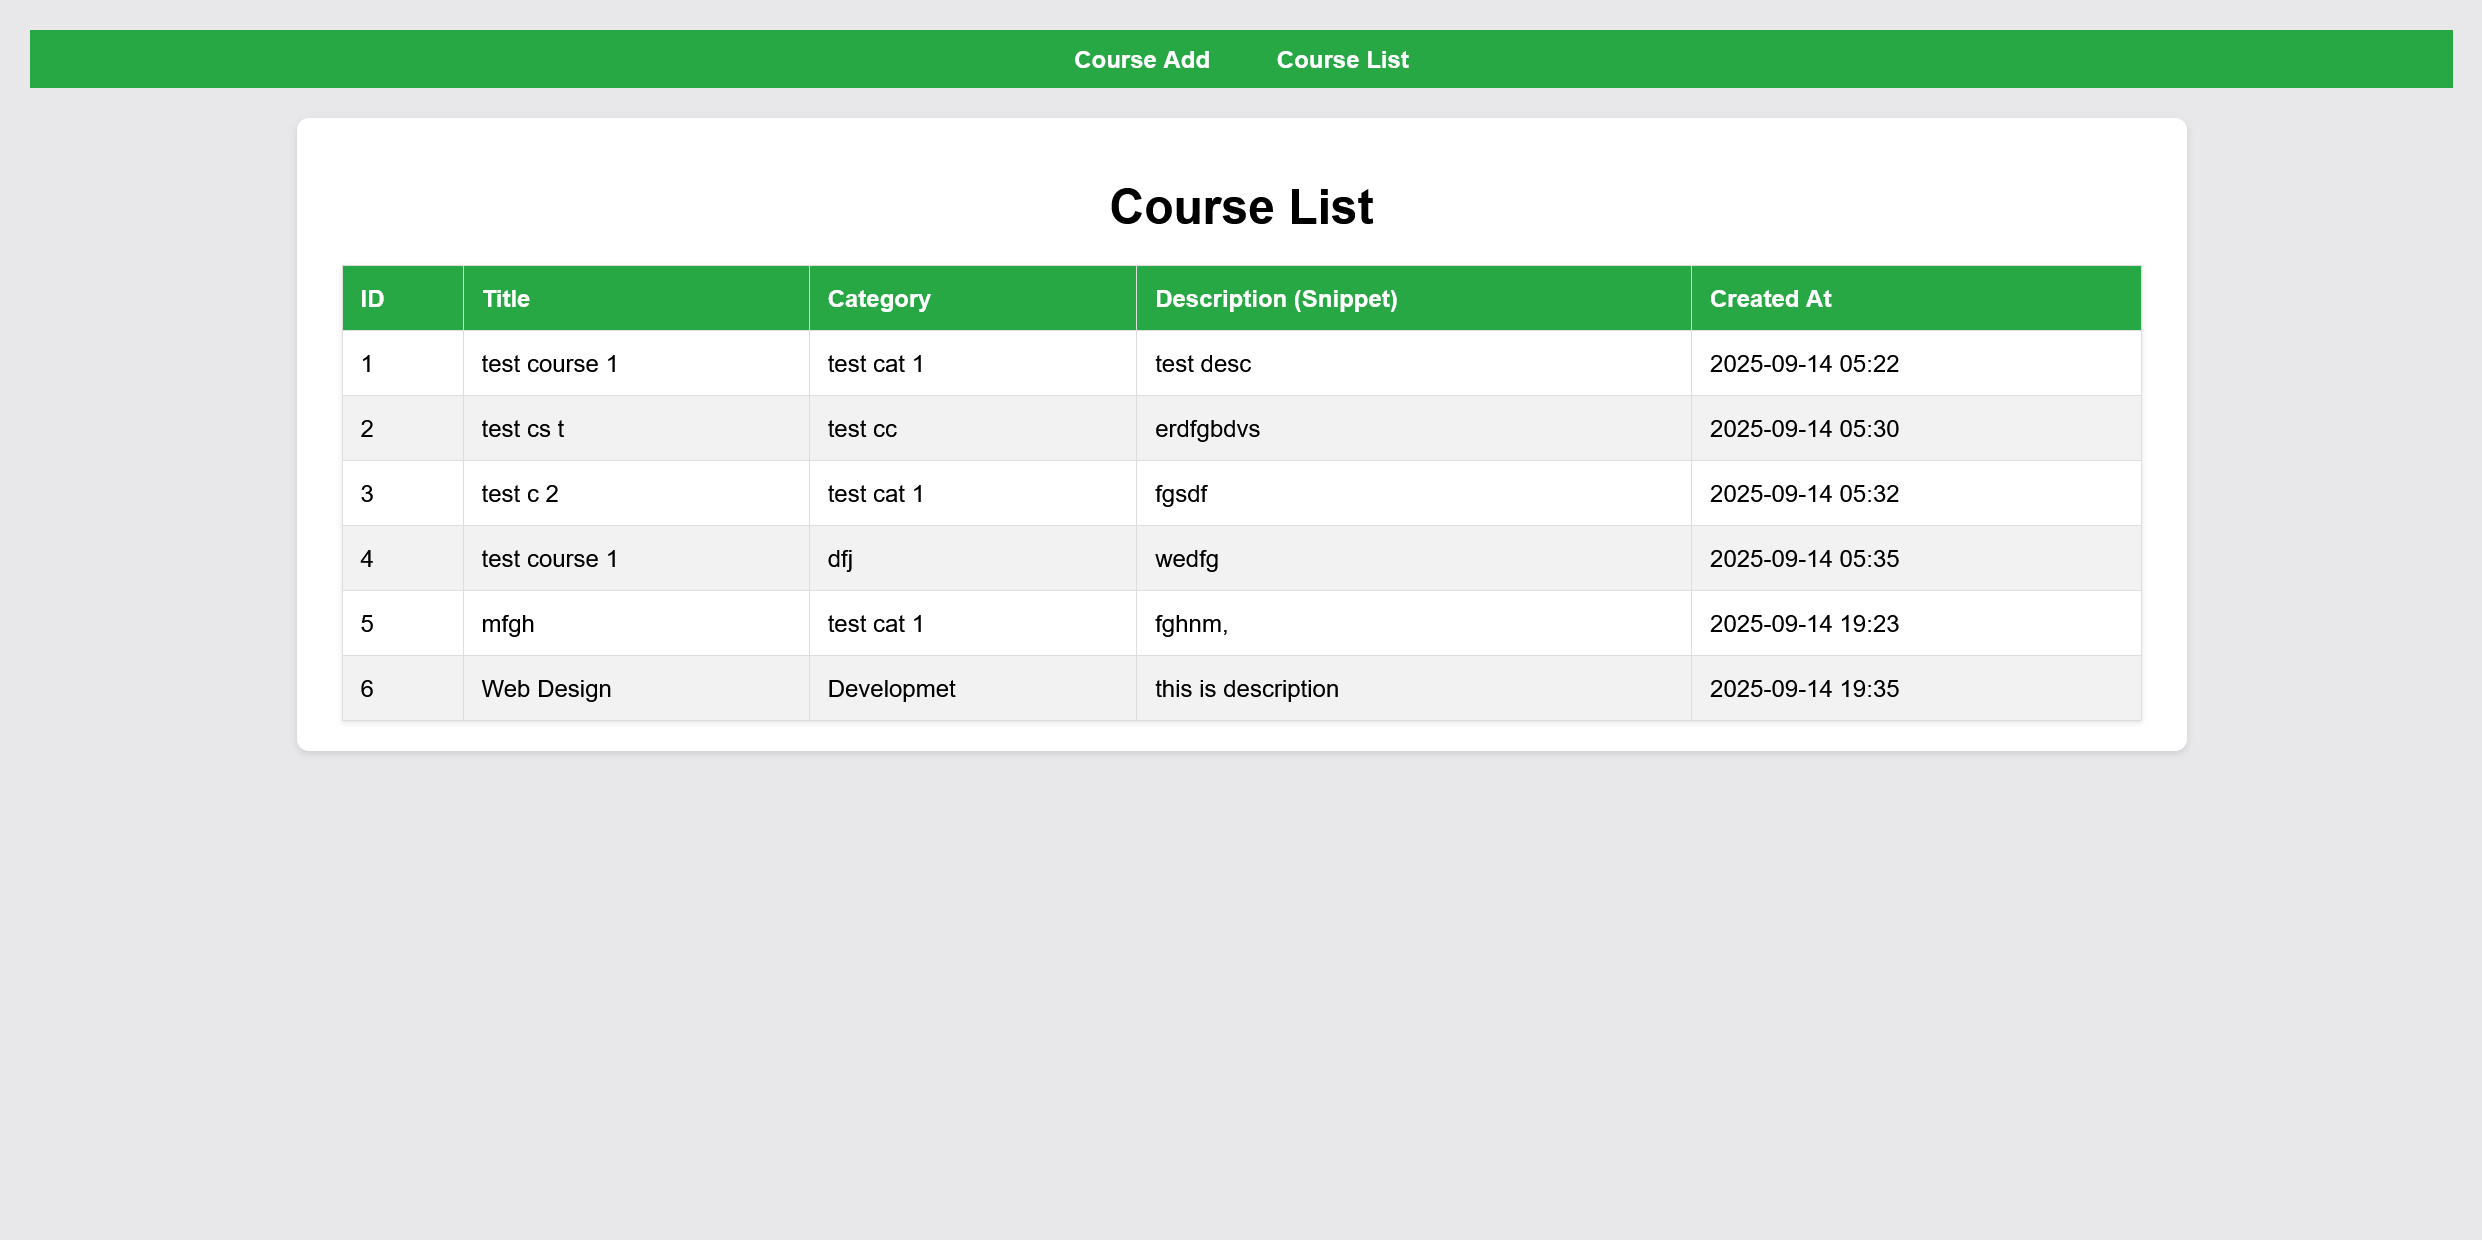 Course Add Course List
Course List
ID Title Category Description (Snippet) Created At
1 test course 1 test cat 1 test desc 2025-09-14 05:22
2 test cs t test cc erdfgbdvs 2025-09-14 05:30
3 test c 2 test cat 1 fgsdf 2025-09-14 05:32
4 test course 1 dfj wedfg 2025-09-14 05:35
5 mfgh test cat 1 fghnm, 2025-09-14 19:23
6 Web Design Developmet this is description 2025-09-14 19:35